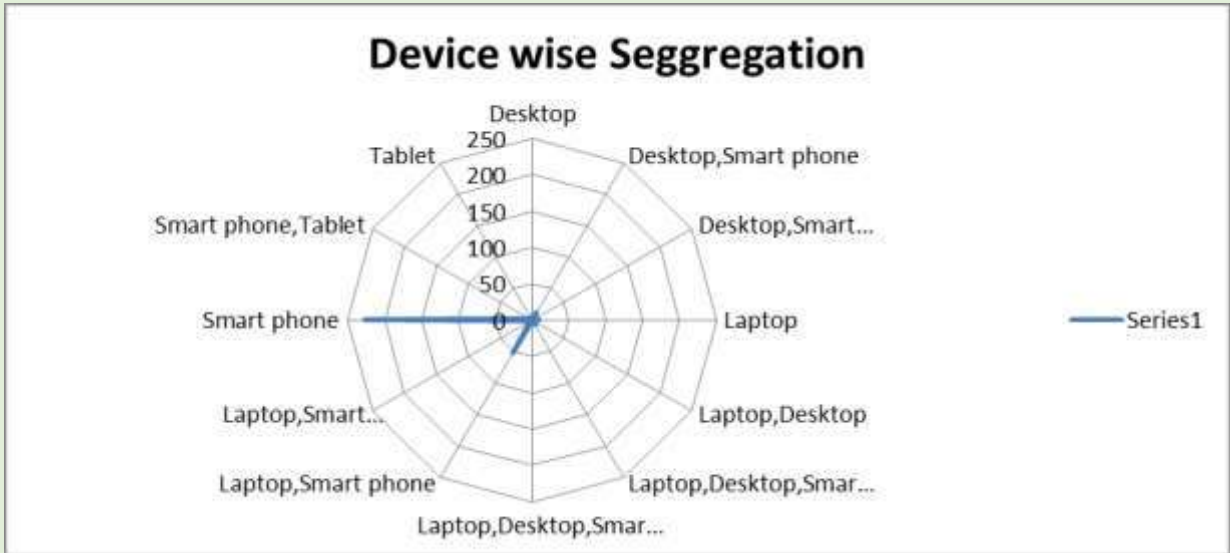 Device wise Seggregation
Desktop
250
Tablet
Desktop,Smart phone
200
Smart phone,Tablet
150
Desktop,Smart...
100
50
Smart phone
0
Laptop
Series1
Laptop,Smart...
Laptop,Desktop
Laptop,Smart phone
Laptop,Desktop,Smar...
Laptop,Desktop,Smar...